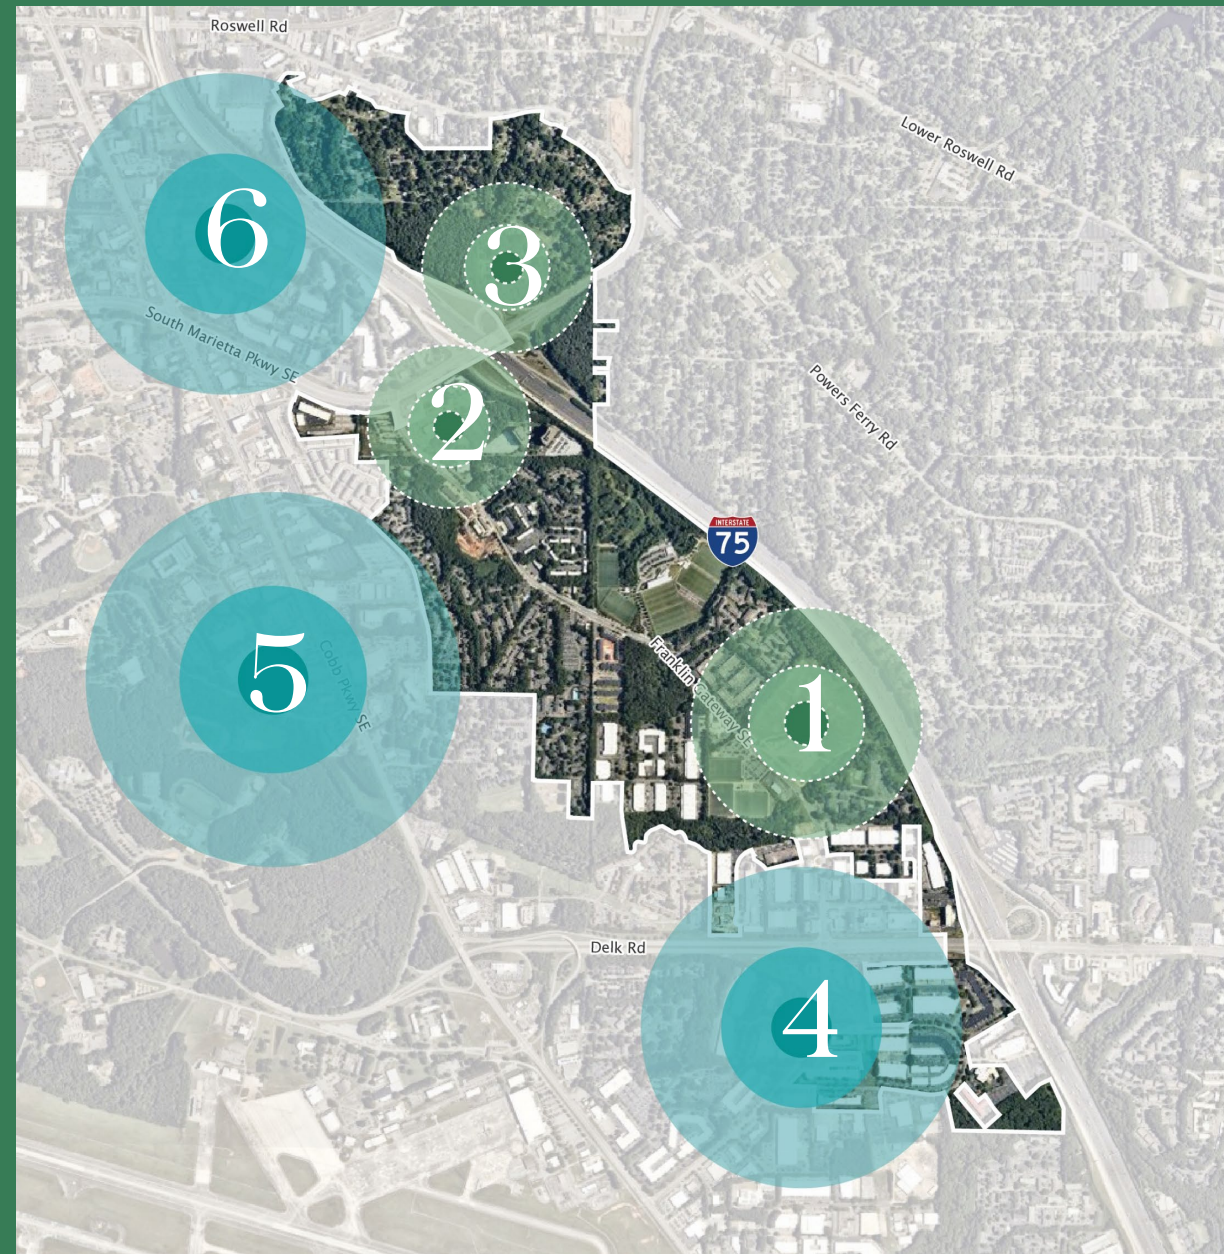 Roswell Rd
Lower Roswell Rd
6
3
South Marietta Pkwy SE
2
Powers Ferry Rd
INTERSTATE
75
5
Cobb Pkwy SE
Franklin Gateway SE
1
Delk Rd
4